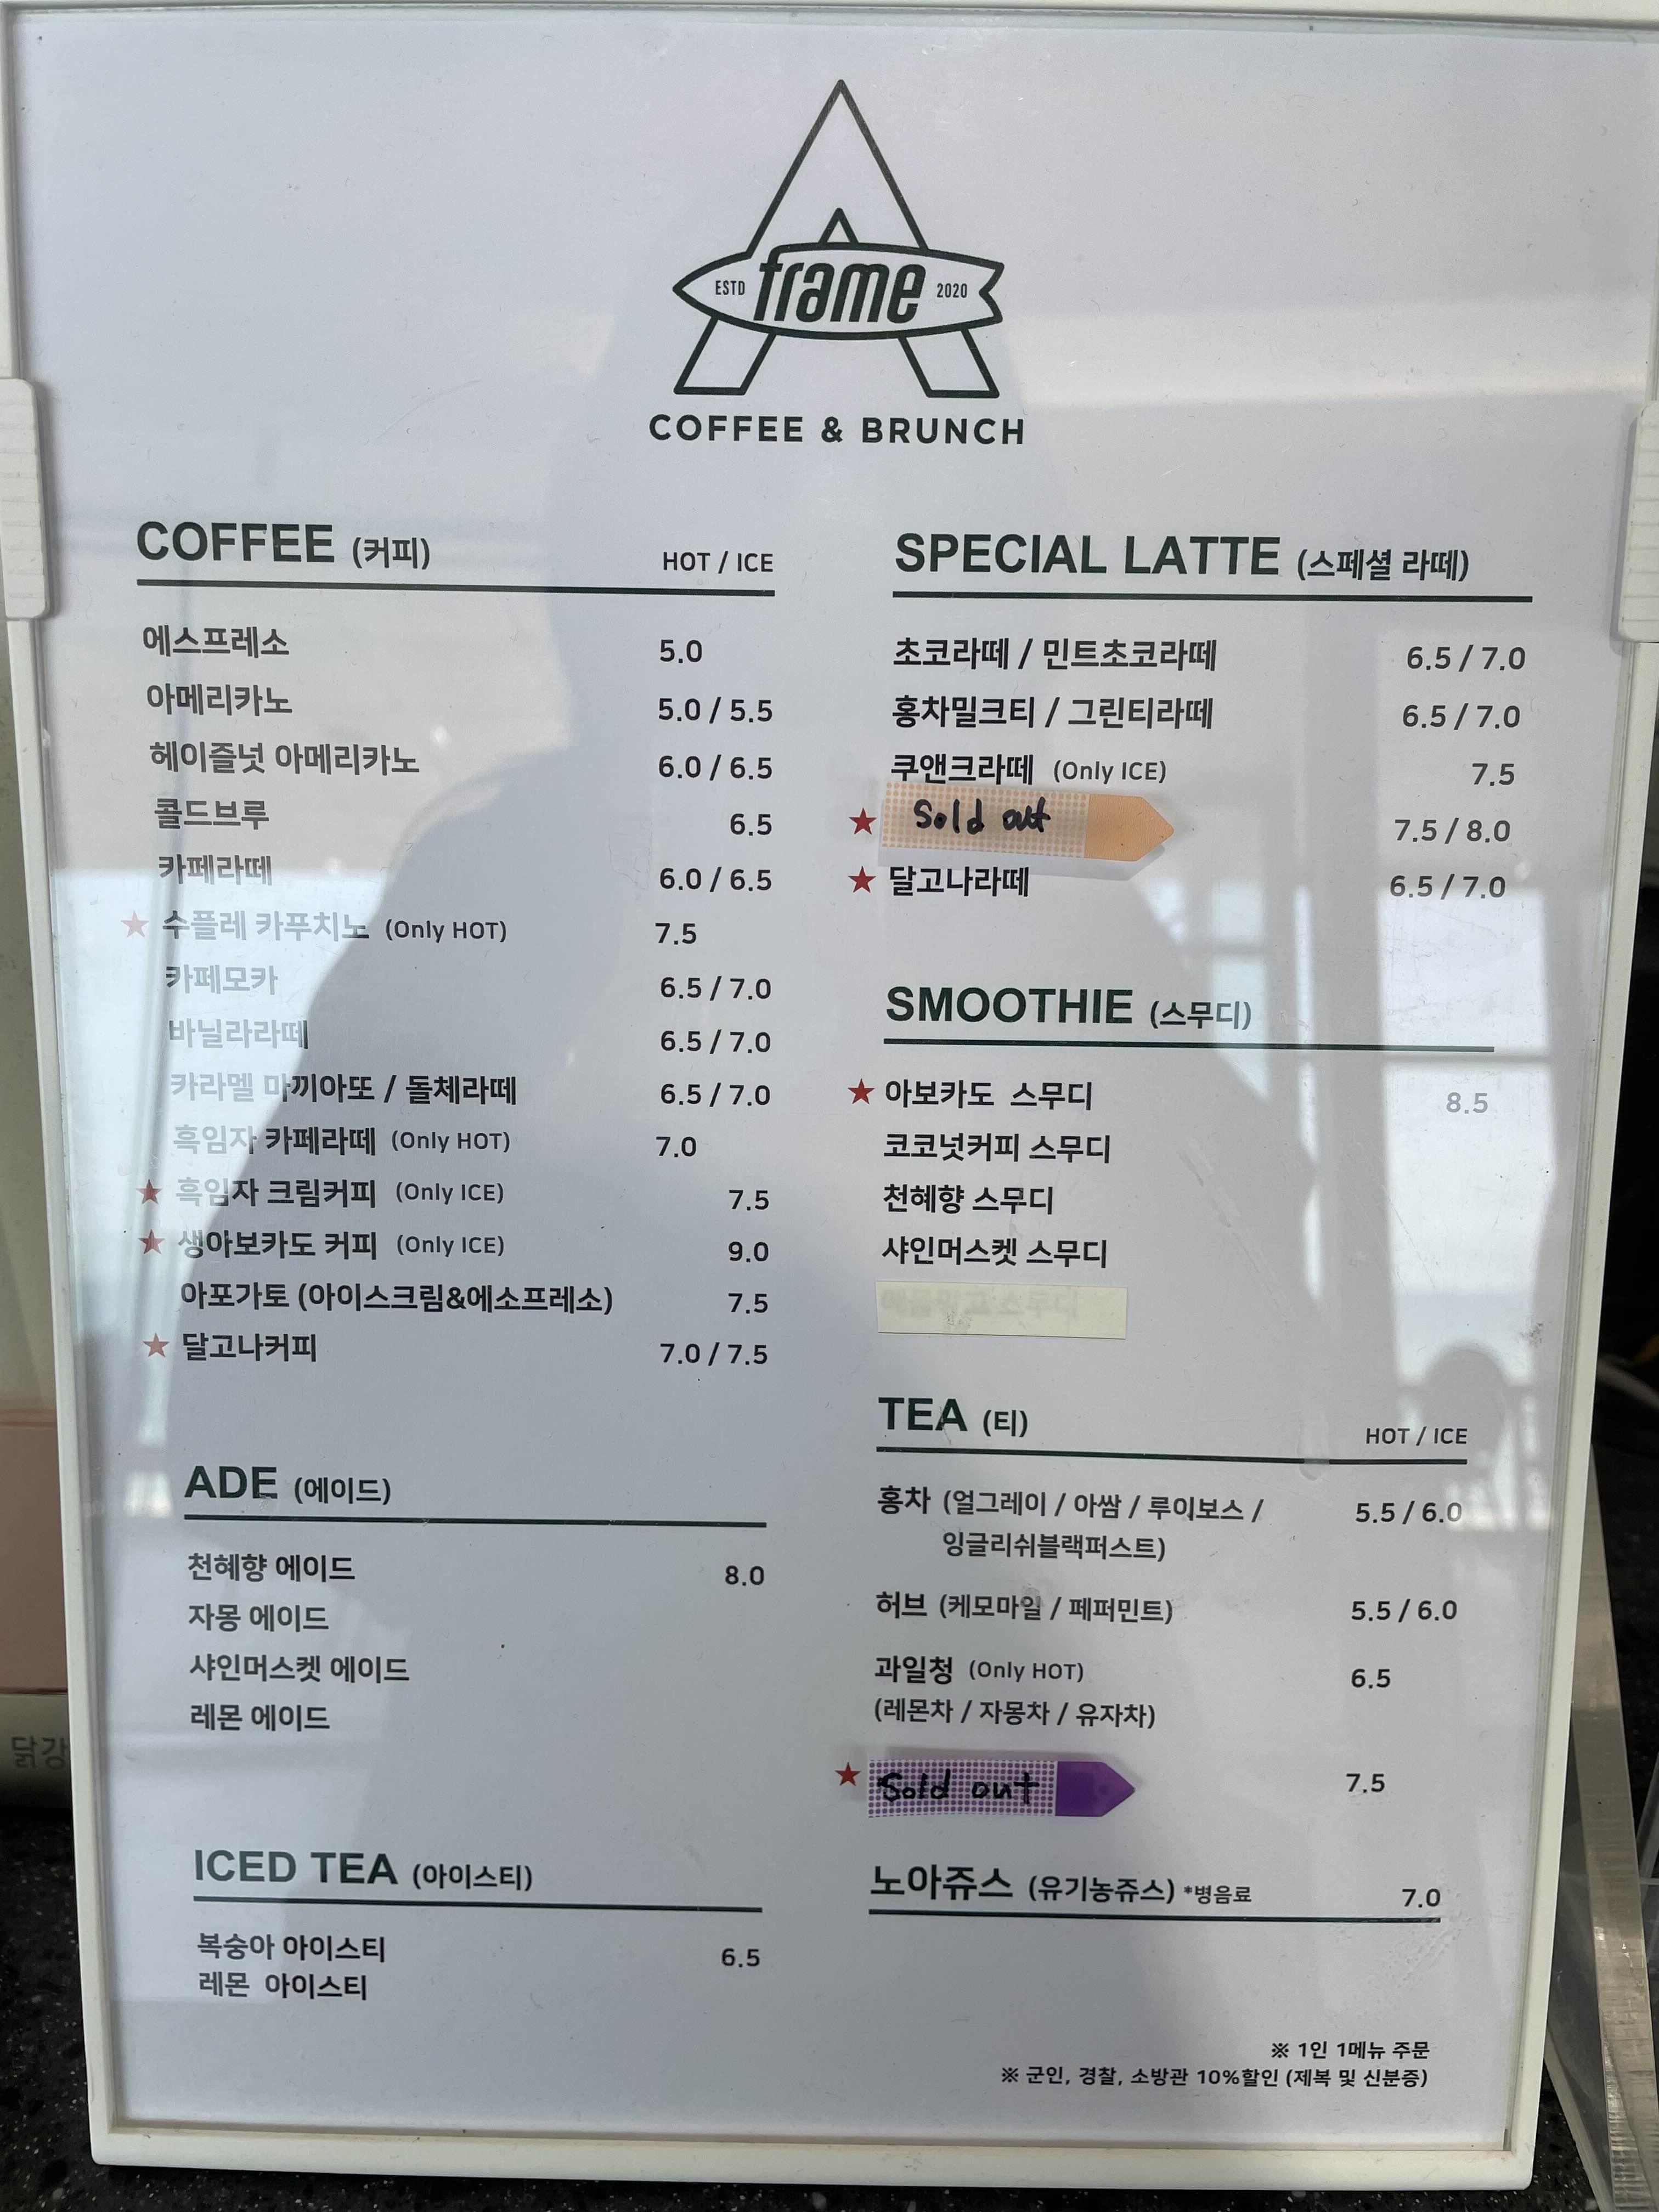 ESTD frame 2020
COFFEE & BRUNCH
COFFEE (커피) HOT / ICE
에스프레소 5.0
아메리카노 5.0 / 5.5
헤이즐넛 아메리카노 6.0 / 6.5
콜드브루 6.5
카페라떼 6.0 / 6.5
★ 수플레 카푸치노 (Only HOT) 7.5
카페모카 6.5 / 7.0
바닐라라떼 6.5 / 7.0
카라멜 마끼아또 / 돌체라떼 6.5 / 7.0
흑임자 카페라떼 (Only HOT) 7.0
★ 흑임자 크림커피 (Only ICE) 7.5
★ 생아보카도 커피 (Only ICE) 9.0
아포가토 (아이스크림&에소프레소) 7.5
★ 달고나커피 7.0 / 7.5
ADE (에이드)
천혜향 에이드 8.0
자몽 에이드
샤인머스켓 에이드
레몬 에이드
ICED TEA (아이스티)
복숭아 아이스티 6.5
레몬 아이스티
SPECIAL LATTE (스페셜 라떼)
초코라떼 / 민트초코라떼 6.5 / 7.0
홍차밀크티 / 그린티라떼 6.5 / 7.0
쿠앤크라떼 (Only ICE) 7.5
★ Sold out 7.5 / 8.0
★ 달고나라떼 6.5 / 7.0
SMOOTHIE (스무디)
★ 아보카도 스무디 8.5
코코넛커피 스무디
천혜향 스무디
샤인머스켓 스무디
TEA (티) HOT / ICE
홍차 (얼그레이 / 아쌈 / 루이보스 / 5.5 / 6.0
잉글리쉬블랙퍼스트)
허브 (케모마일 / 페퍼민트) 5.5 / 6.0
과일청 (Only HOT) 6.5
(레몬차 / 자몽차 / 유자차)
★ Sold out 7.5
노아쥬스 (유기농쥬스) *병음료 7.0
※ 1인 1메뉴 주문
※ 군인, 경찰, 소방관 10%할인 (제복 및 신분증)
닭강